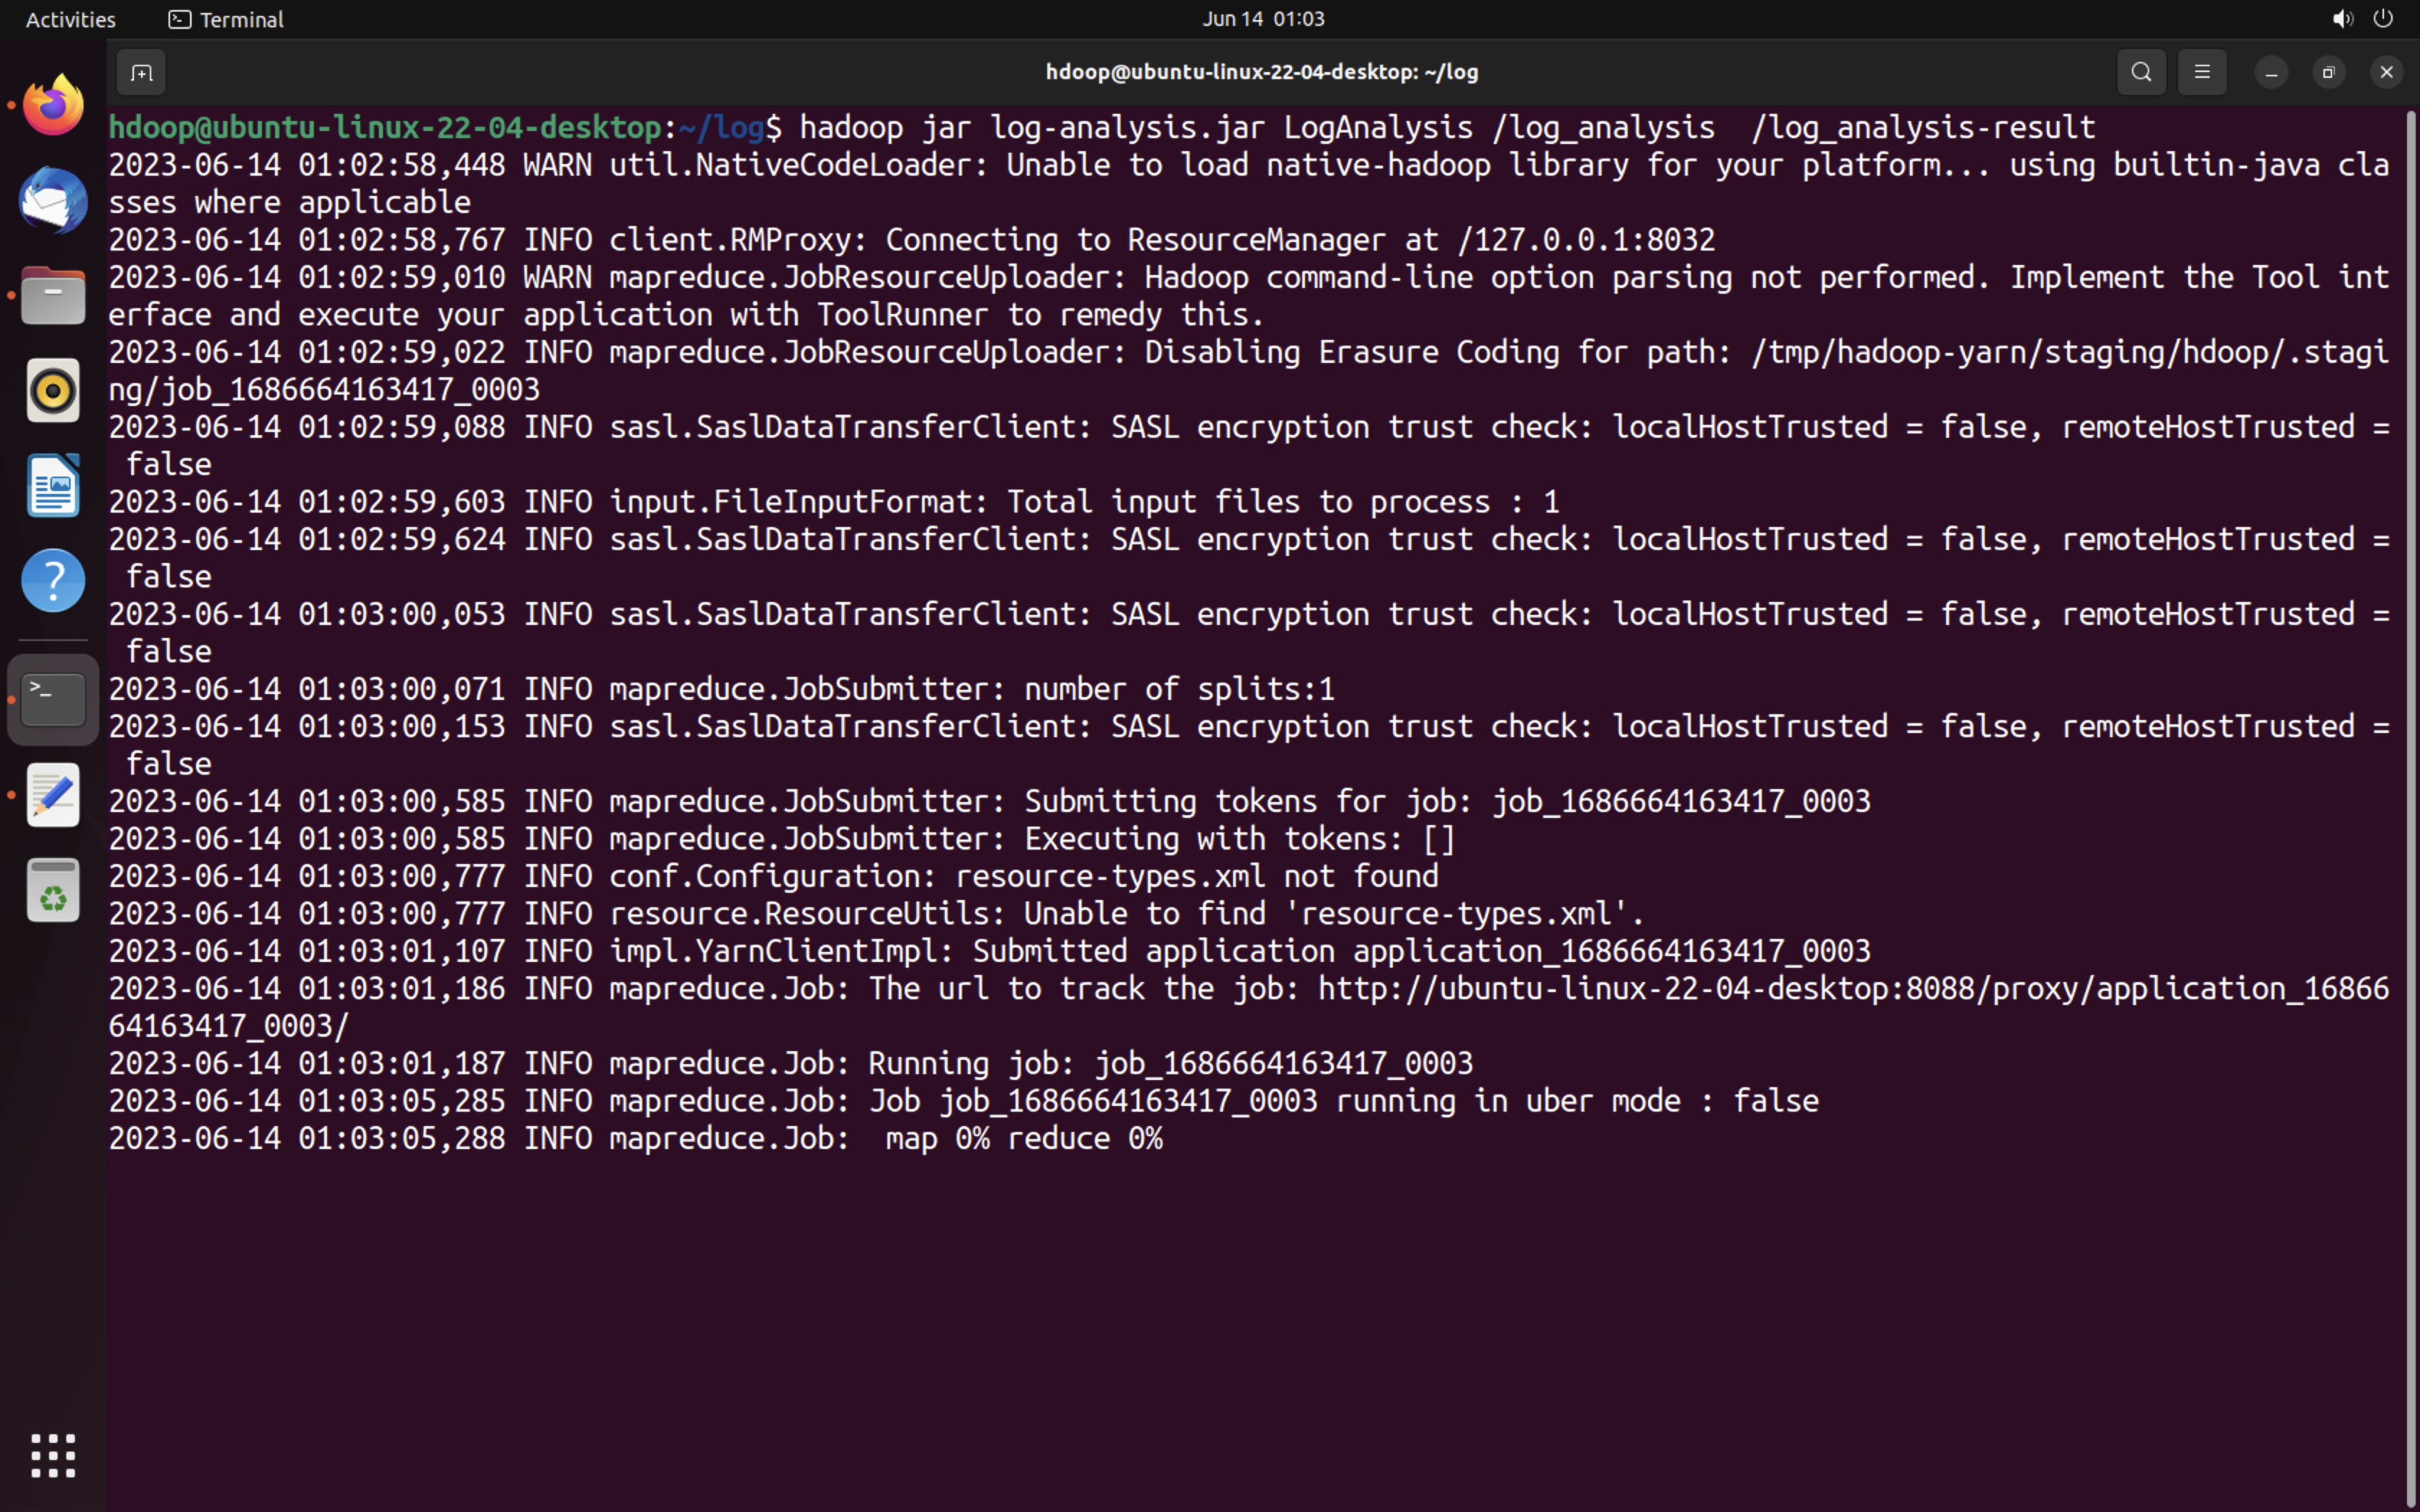 Activities Terminal Jun 14 01:03
hdoop@ubuntu-linux-22-04-desktop: ~/log
hdoop@ubuntu-linux-22-04-desktop:~/log$ hadoop jar log-analysis.jar LogAnalysis /log_analysis  /log_analysis-result
2023-06-14 01:02:58,448 WARN util.NativeCodeLoader: Unable to load native-hadoop library for your platform... using builtin-java cla
sses where applicable
2023-06-14 01:02:58,767 INFO client.RMProxy: Connecting to ResourceManager at /127.0.0.1:8032
2023-06-14 01:02:59,010 WARN mapreduce.JobResourceUploader: Hadoop command-line option parsing not performed. Implement the Tool int
erface and execute your application with ToolRunner to remedy this.
2023-06-14 01:02:59,022 INFO mapreduce.JobResourceUploader: Disabling Erasure Coding for path: /tmp/hadoop-yarn/staging/hdoop/.stagi
ng/job_1686664163417_0003
2023-06-14 01:02:59,088 INFO sasl.SaslDataTransferClient: SASL encryption trust check: localHostTrusted = false, remoteHostTrusted =
 false
2023-06-14 01:02:59,603 INFO input.FileInputFormat: Total input files to process : 1
2023-06-14 01:02:59,624 INFO sasl.SaslDataTransferClient: SASL encryption trust check: localHostTrusted = false, remoteHostTrusted =
 false
2023-06-14 01:03:00,053 INFO sasl.SaslDataTransferClient: SASL encryption trust check: localHostTrusted = false, remoteHostTrusted =
 false
2023-06-14 01:03:00,071 INFO mapreduce.JobSubmitter: number of splits:1
2023-06-14 01:03:00,153 INFO sasl.SaslDataTransferClient: SASL encryption trust check: localHostTrusted = false, remoteHostTrusted =
 false
2023-06-14 01:03:00,585 INFO mapreduce.JobSubmitter: Submitting tokens for job: job_1686664163417_0003
2023-06-14 01:03:00,585 INFO mapreduce.JobSubmitter: Executing with tokens: []
2023-06-14 01:03:00,777 INFO conf.Configuration: resource-types.xml not found
2023-06-14 01:03:00,777 INFO resource.ResourceUtils: Unable to find 'resource-types.xml'.
2023-06-14 01:03:01,107 INFO impl.YarnClientImpl: Submitted application application_1686664163417_0003
2023-06-14 01:03:01,186 INFO mapreduce.Job: The url to track the job: http://ubuntu-linux-22-04-desktop:8088/proxy/application_16866
64163417_0003/
2023-06-14 01:03:01,187 INFO mapreduce.Job: Running job: job_1686664163417_0003
2023-06-14 01:03:05,285 INFO mapreduce.Job: Job job_1686664163417_0003 running in uber mode : false
2023-06-14 01:03:05,288 INFO mapreduce.Job:  map 0% reduce 0%